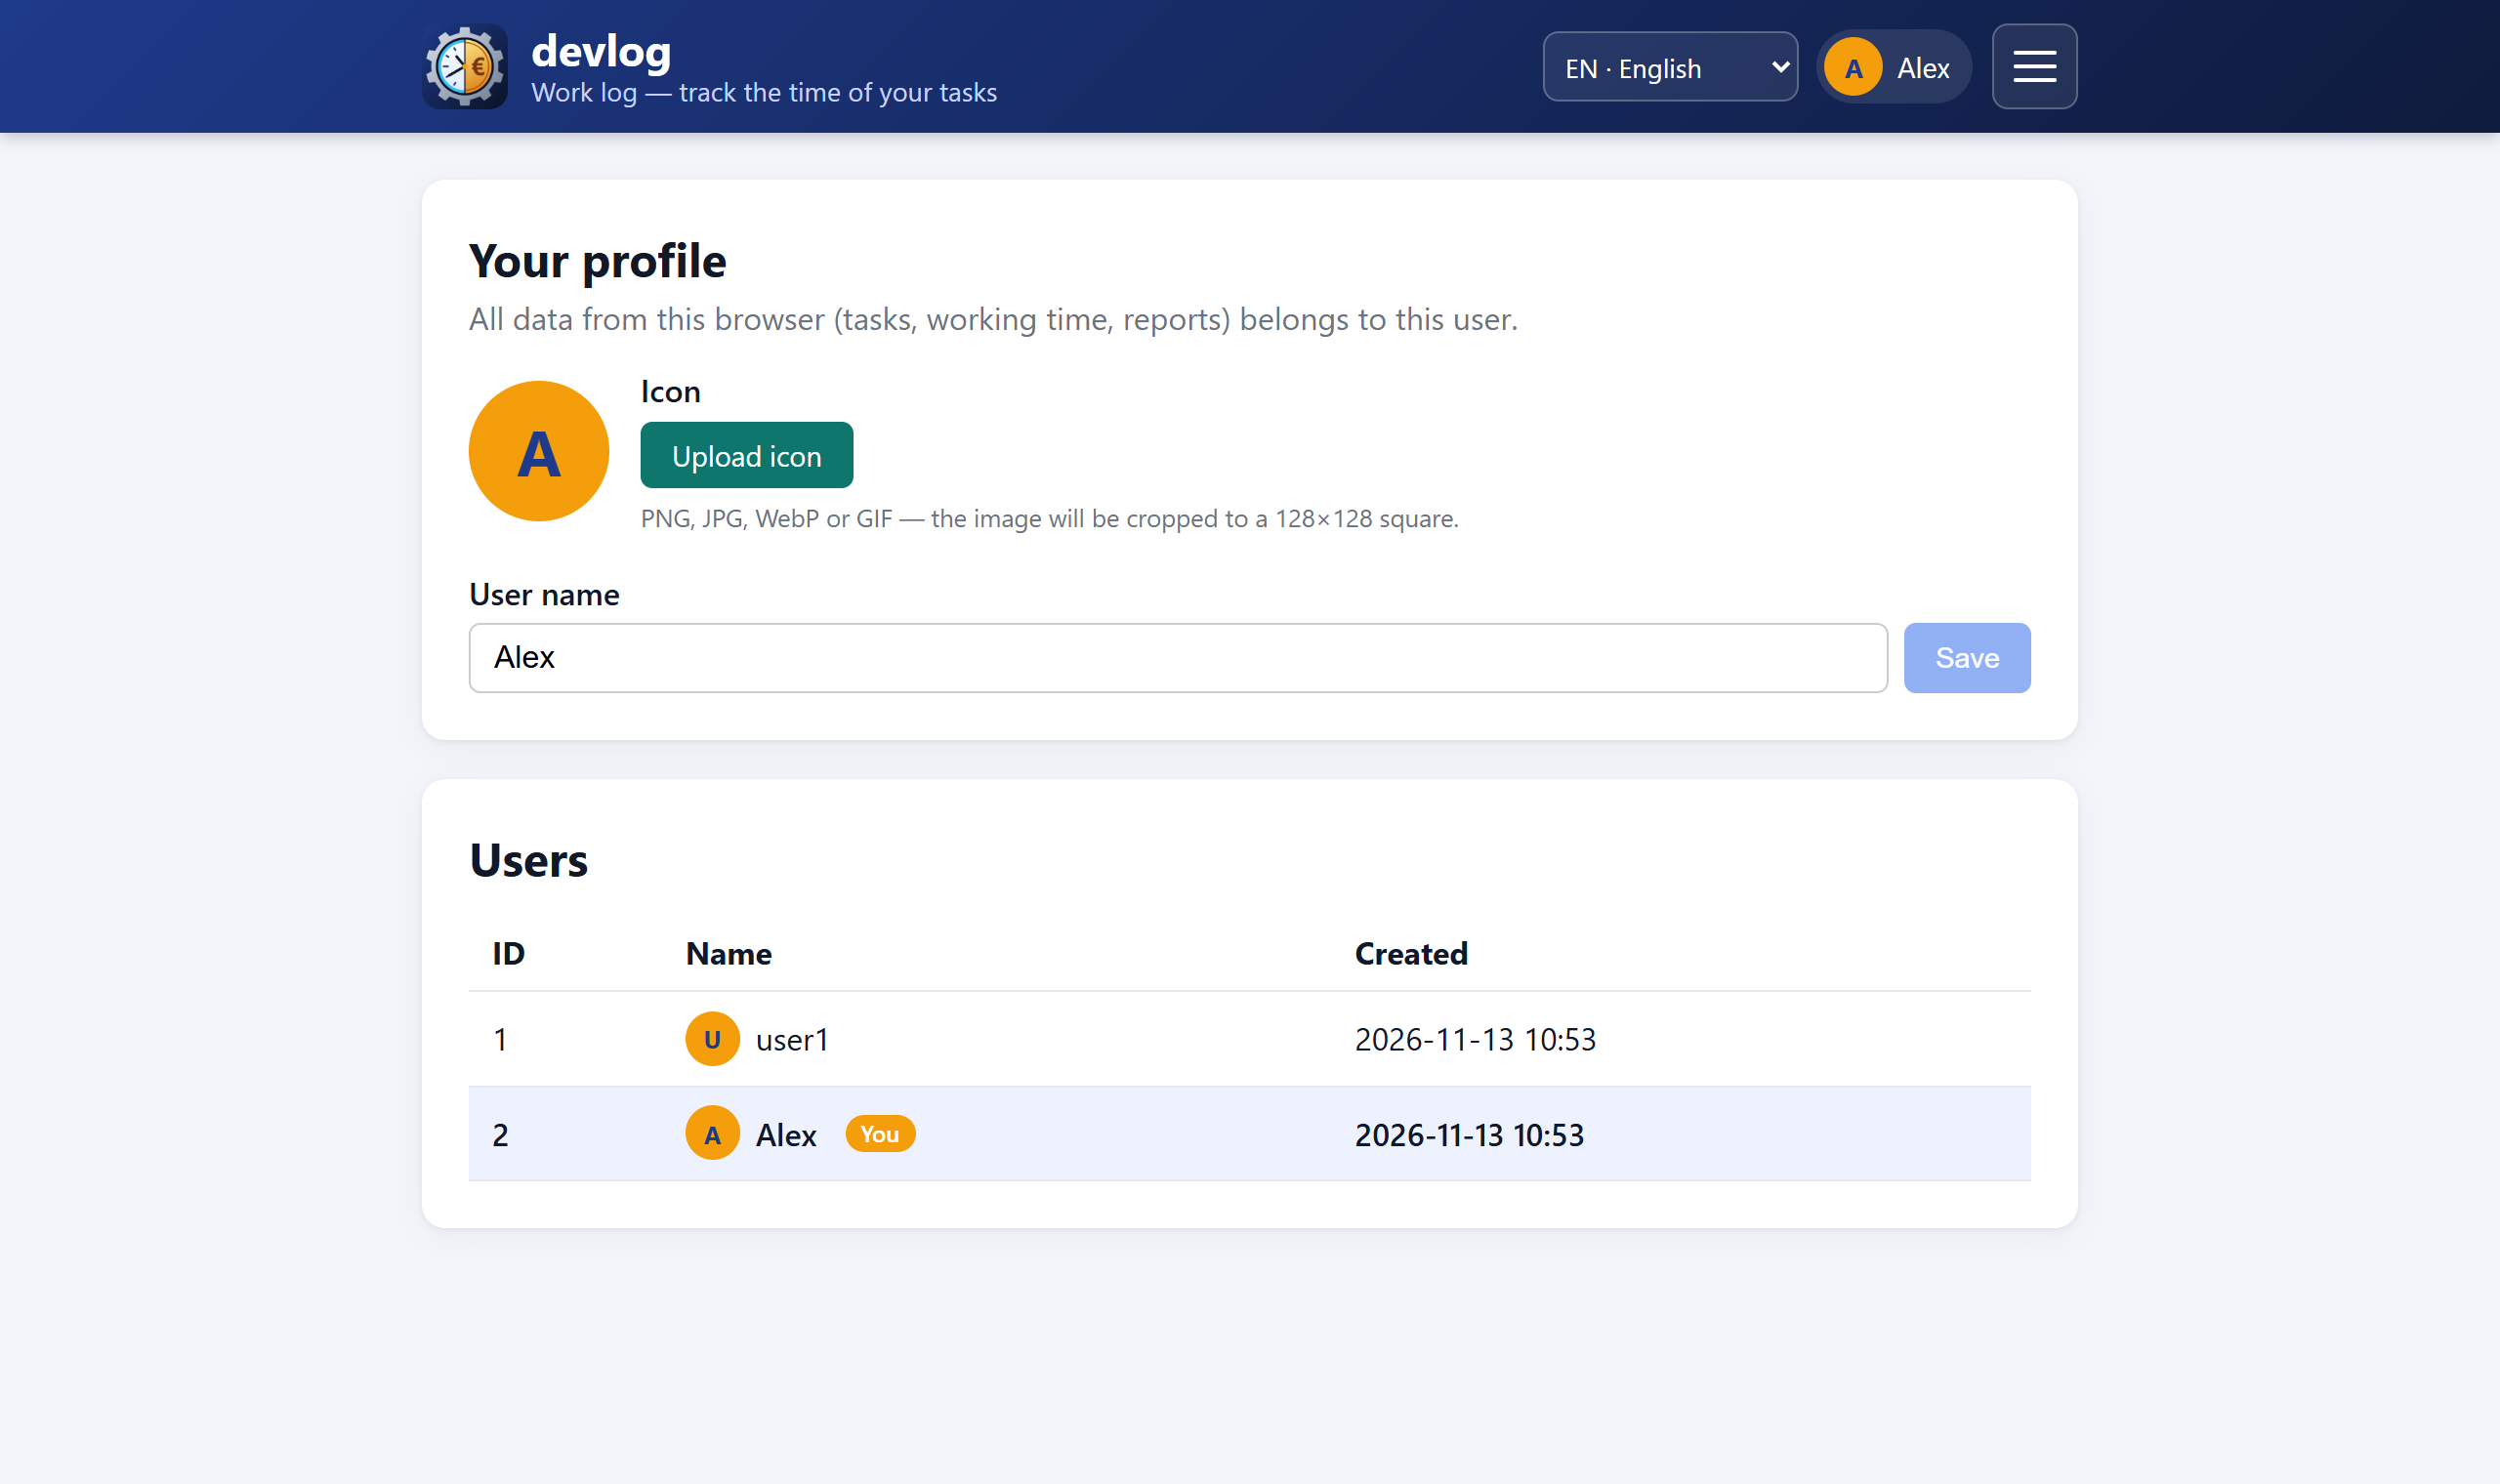 devlog
Work log — track the time of your tasks
EN · English
A
Alex
Your profile
All data from this browser (tasks, working time, reports) belongs to this user.
A
Icon
Upload icon
PNG, JPG, WebP or GIF — the image will be cropped to a 128×128 square.
User name
Alex
Save
Users
ID Name Created
1 U user1 2026-11-13 10:53
2 A Alex You 2026-11-13 10:53